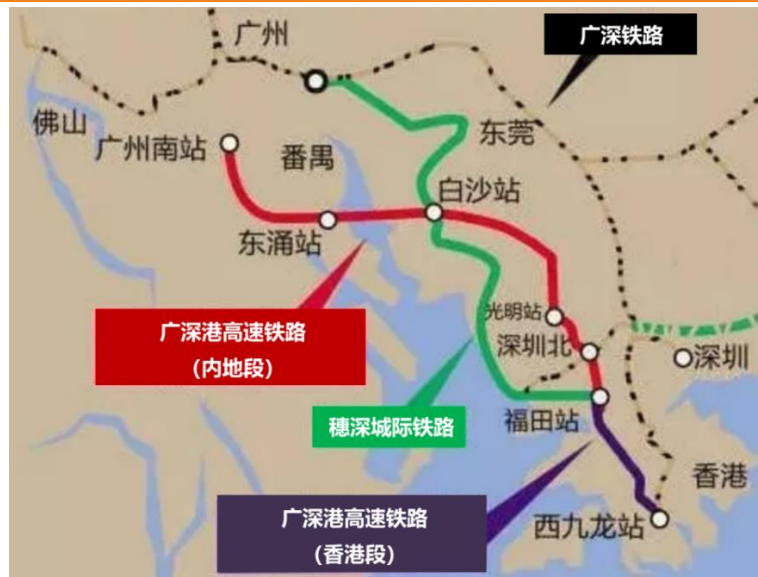 广州
广深铁路
佛山
广州南站
番禺
东莞
白沙站
东涌站
光明站
广深港高速铁路
(内地段)
深圳北
深圳
穗深城际铁路
福田站
香港
广深港高速铁路
(香港段)
西九龙站